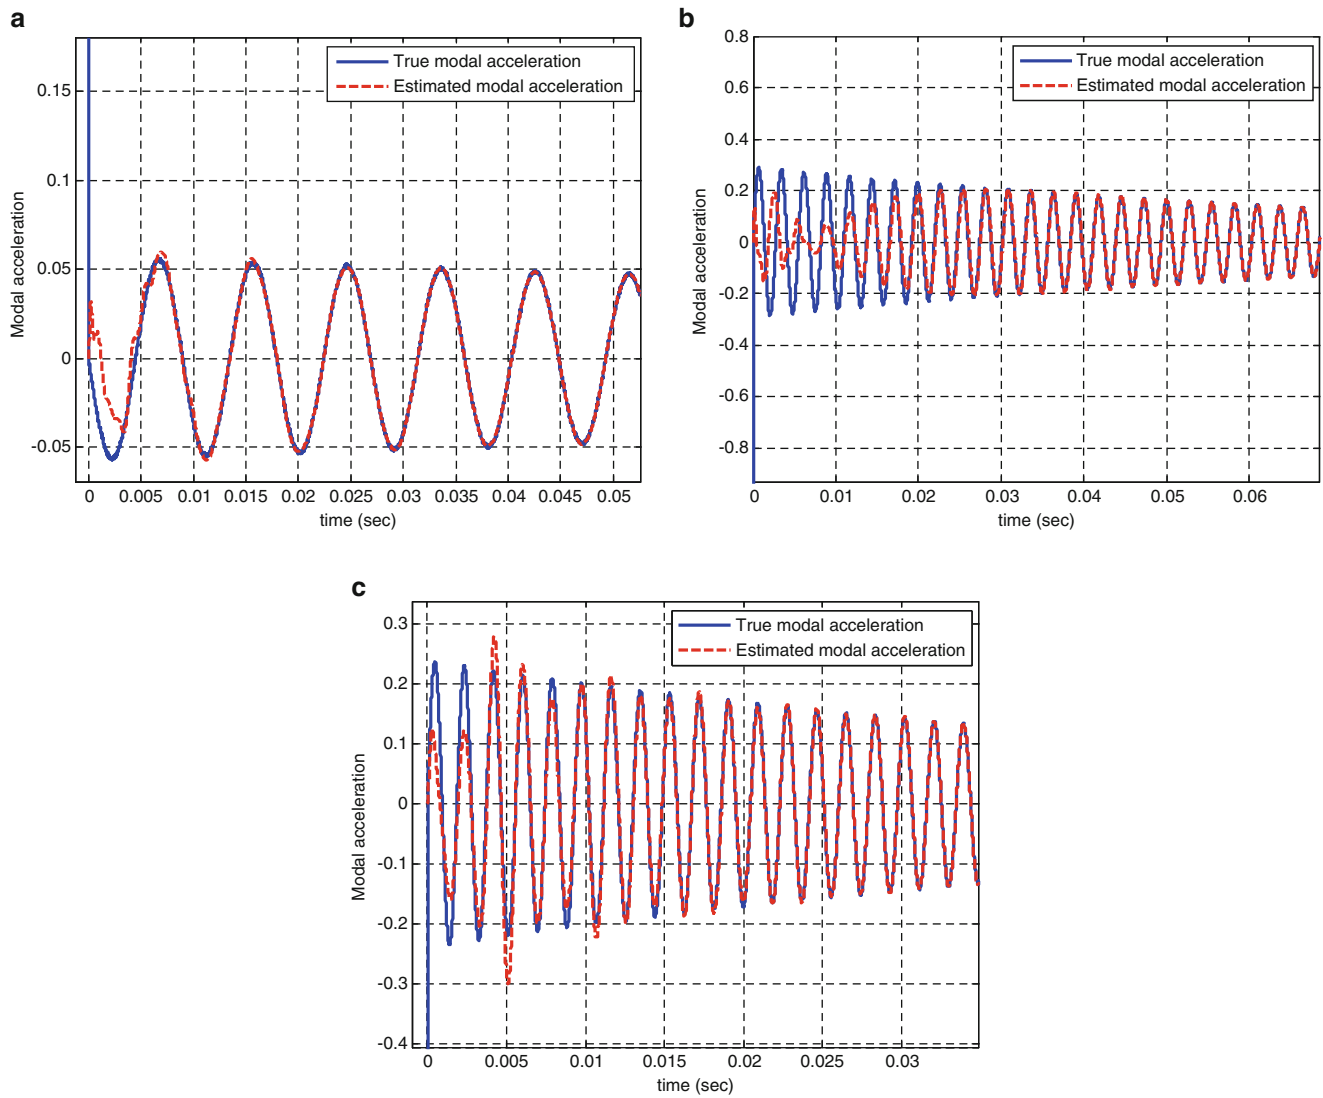 a
True modal acceleration
Estimated modal acceleration
0.15
0.1
0.05
0
-0.05
Modal acceleration
0 0.005 0.01 0.015 0.02 0.025 0.03 0.035 0.04 0.045 0.05
time (sec)
b
True modal acceleration
Estimated modal acceleration
0.8
0.6
0.4
0.2
0
-0.2
-0.4
-0.6
-0.8
Modal acceleration
0 0.01 0.02 0.03 0.04 0.05 0.06
time (sec)
c
True modal acceleration
Estimated modal acceleration
0.3
0.2
0.1
0
-0.1
-0.2
-0.3
-0.4
Modal acceleration
0 0.005 0.01 0.015 0.02 0.025 0.03
time (sec)